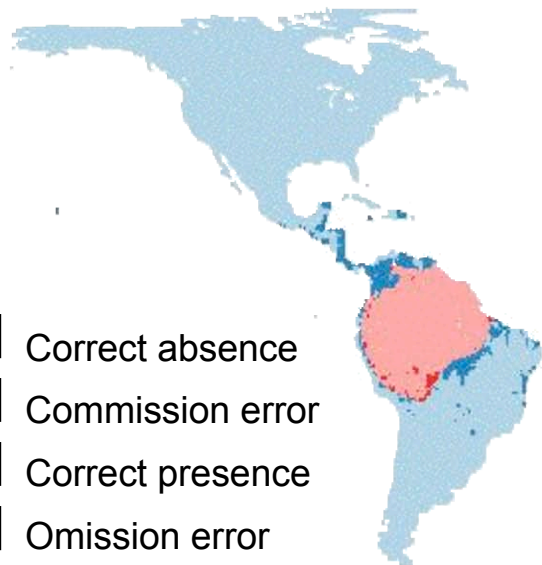 Correct absence
Commission error
Correct presence
Omission error